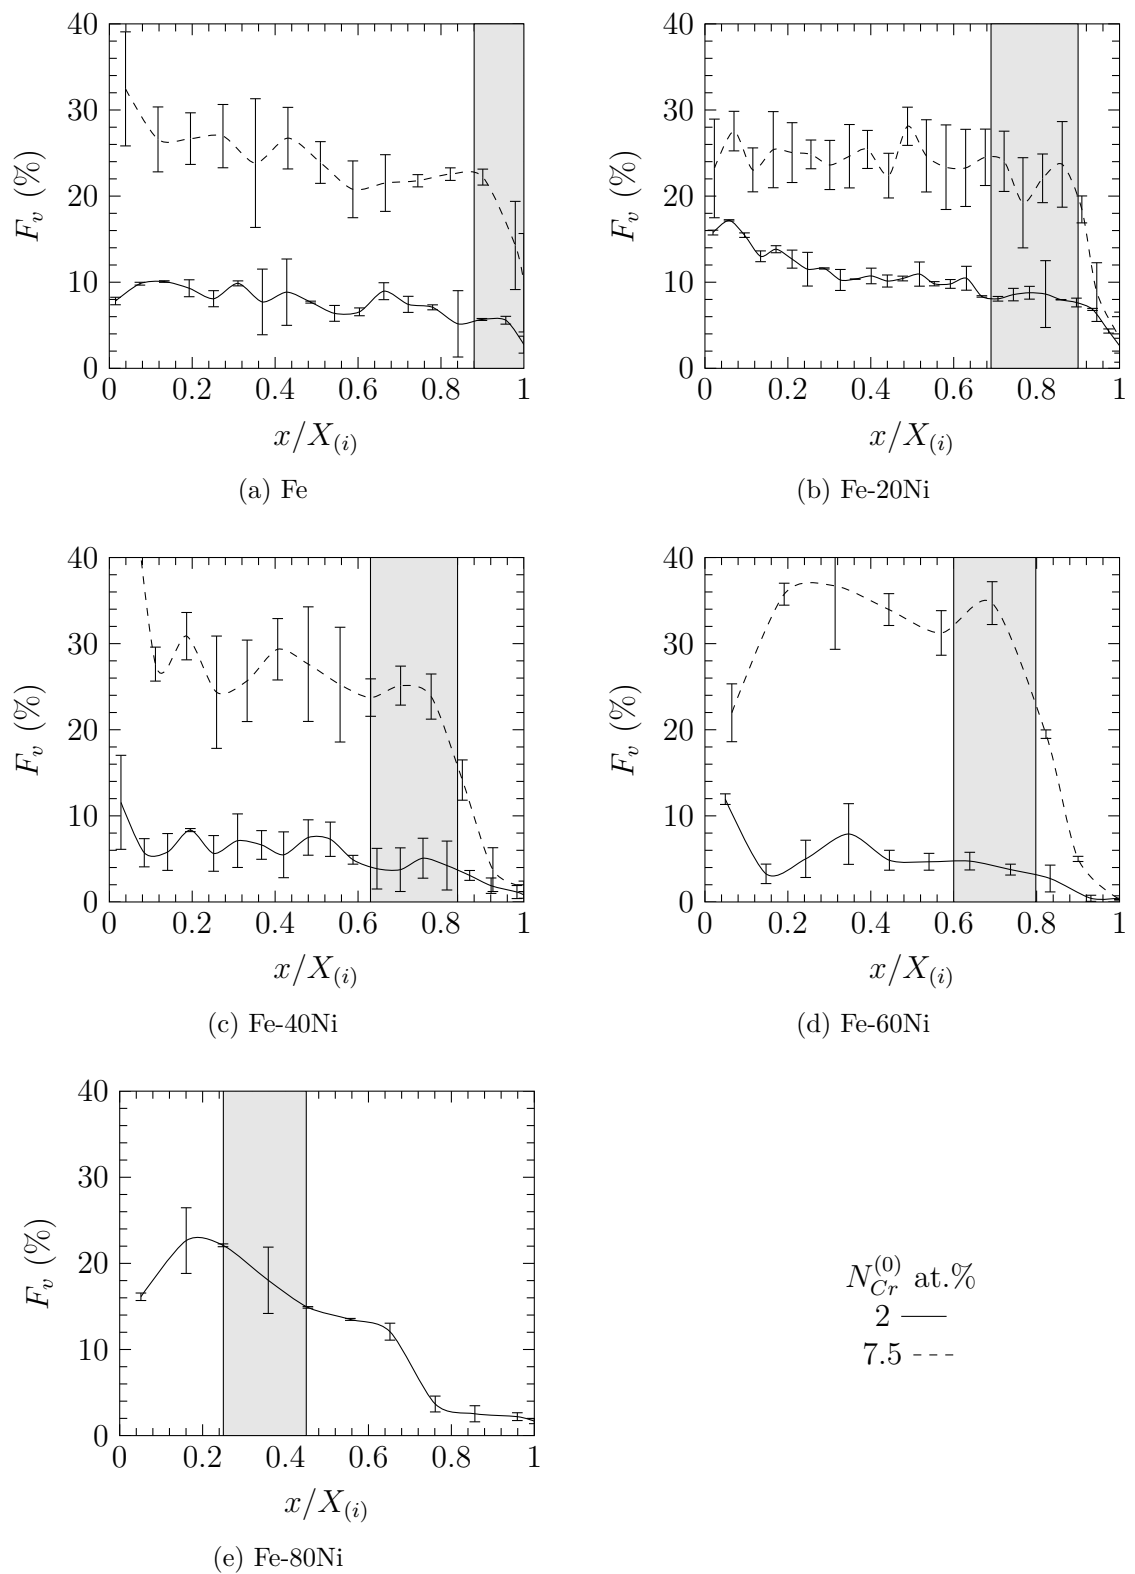 40
30
20
10
0
F_v (%)
0 0.2 0.4 0.6 0.8 1
x/X_(i)
(a) Fe
40
30
20
10
0
F_v (%)
0 0.2 0.4 0.6 0.8 1
x/X_(i)
(b) Fe-20Ni
40
30
20
10
0
F_v (%)
0 0.2 0.4 0.6 0.8 1
x/X_(i)
(c) Fe-40Ni
40
30
20
10
0
F_v (%)
0 0.2 0.4 0.6 0.8 1
x/X_(i)
(d) Fe-60Ni
40
30
20
10
0
F_v (%)
0 0.2 0.4 0.6 0.8 1
x/X_(i)
(e) Fe-80Ni
N_Cr^(0) at.%
2
7.5